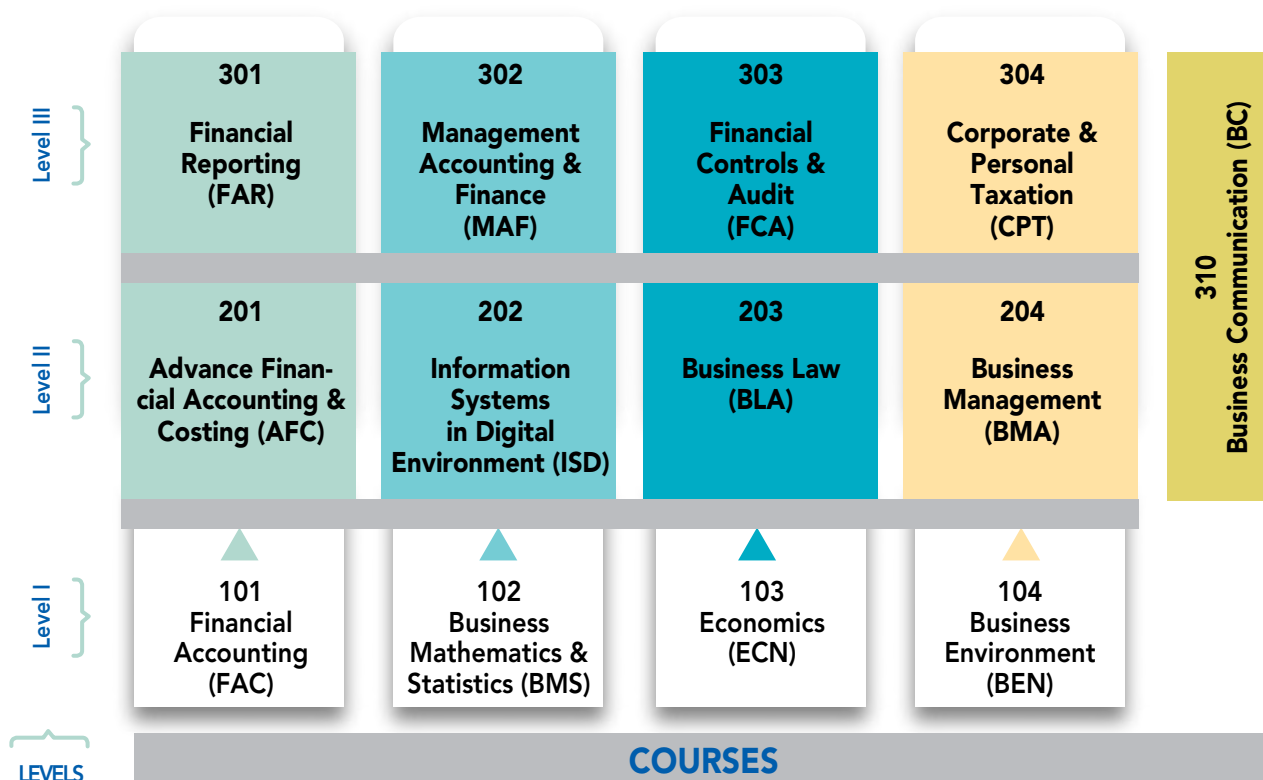 Level III
301
Financial
Reporting
(FAR)
302
Management
Accounting &
Finance
(MAF)
303
Financial
Controls &
Audit
(FCA)
304
Corporate &
Personal
Taxation
(CPT)
310
Business Communication (BC)
Level II
201
Advance Finan-
cial Accounting &
Costing (AFC)
202
Information
Systems
in Digital
Environment (ISD)
203
Business Law
(BLA)
204
Business
Management
(BMA)
Level I
101
Financial
Accounting
(FAC)
102
Business
Mathematics &
Statistics (BMS)
103
Economics
(ECN)
104
Business
Environment
(BEN)
LEVELS
COURSES